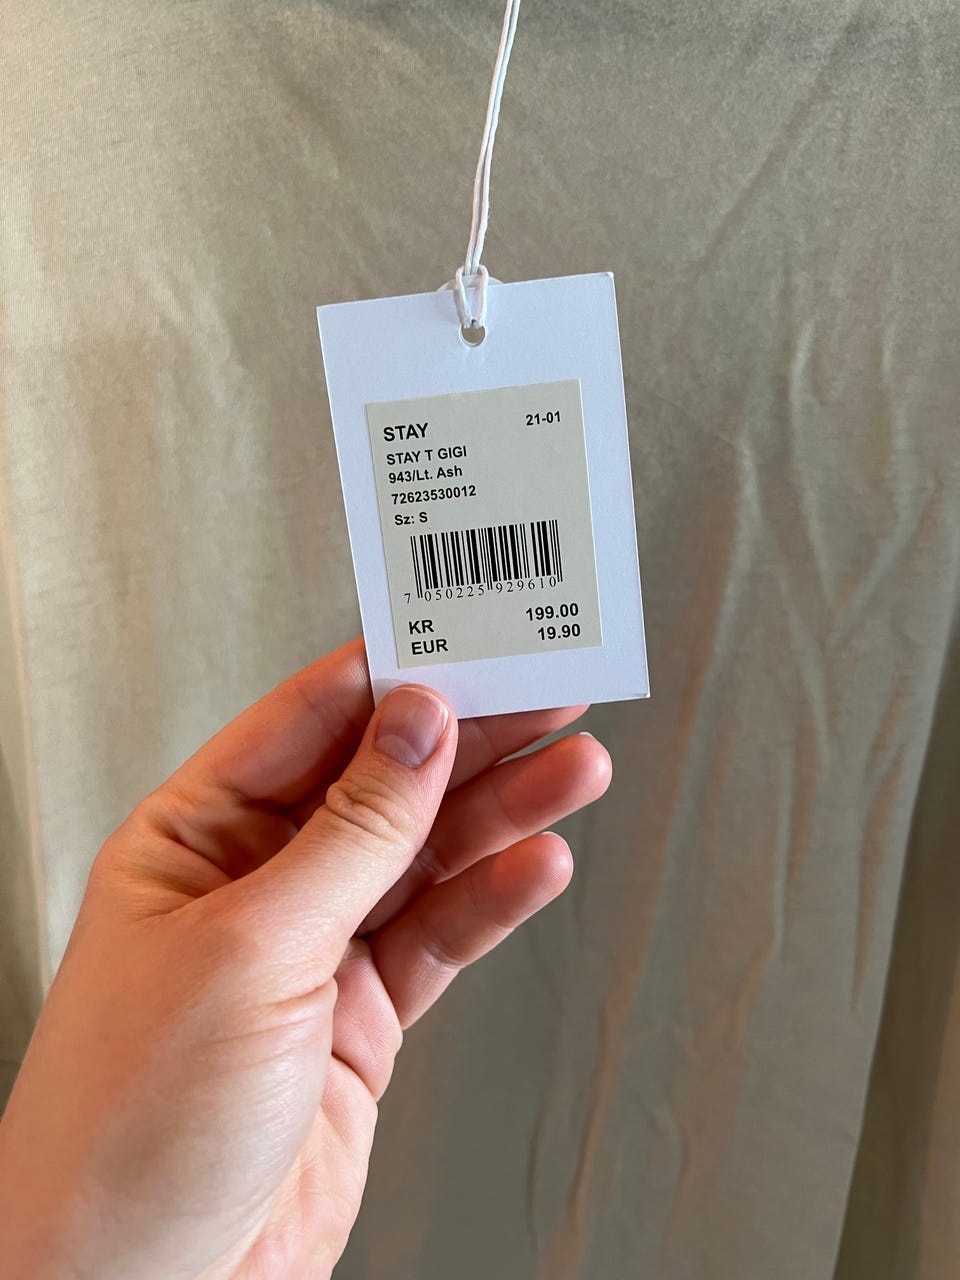 STAY 21-01
STAY T GIGI
943/Lt. Ash
72623530012
Sz: S
7 050225 929610
KR 199.00
EUR 19.90